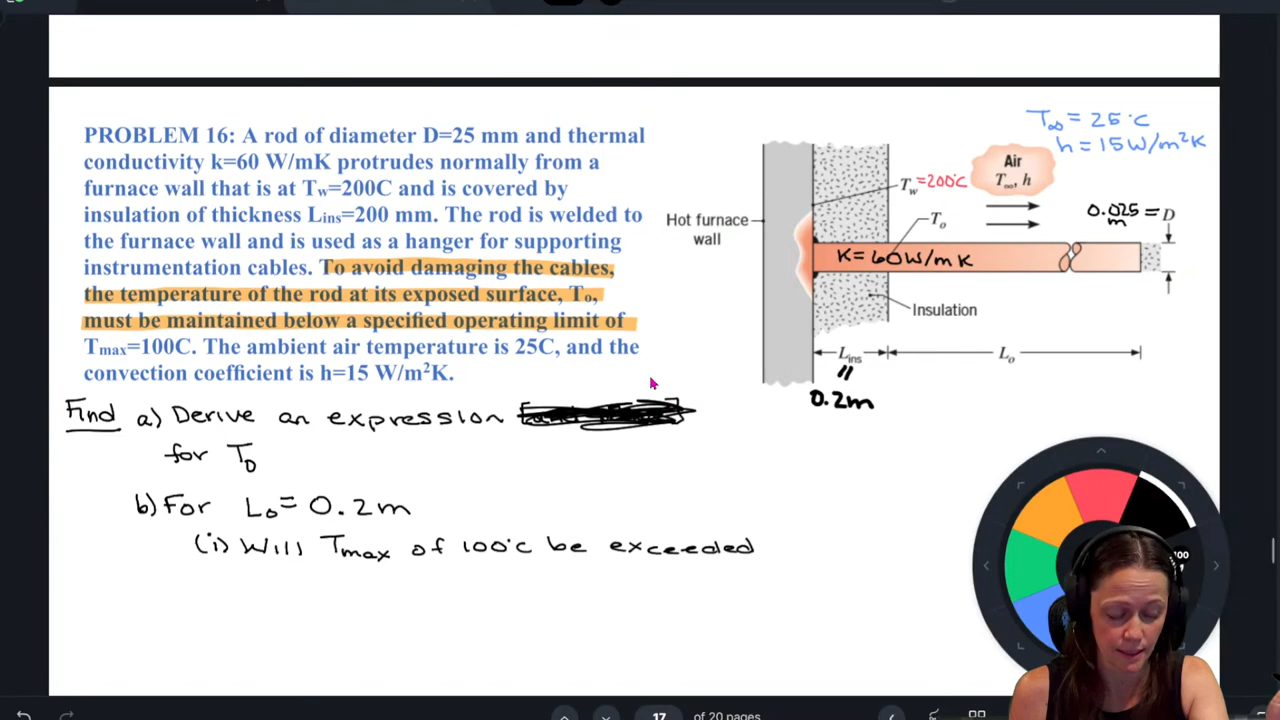 PROBLEM 16: A rod of diameter D=25 mm and thermal
conductivity k=60 W/mK protrudes normally from a
furnace wall that is at Tw=200C and is covered by
insulation of thickness Lins=200 mm. The rod is welded to
the furnace wall and is used as a hanger for supporting
instrumentation cables. To avoid damaging the cables,
the temperature of the rod at its exposed surface, To,
must be maintained below a specified operating limit of
Tmax=100C. The ambient air temperature is 25C, and the
convection coefficient is h=15 W/m²K.
T∞ = 25°C
h = 15 W/m²K
Air
T∞, h
Tw =200°C
To
0.025 = D
m
Hot furnace
wall
K = 60 W/mK
Insulation
Lins
Lo
0.2m
Find a) Derive an expression
for To
b) For Lo = 0.2m
(i) Will Tmax of 100°C be exceeded
100
17 of 20 pages